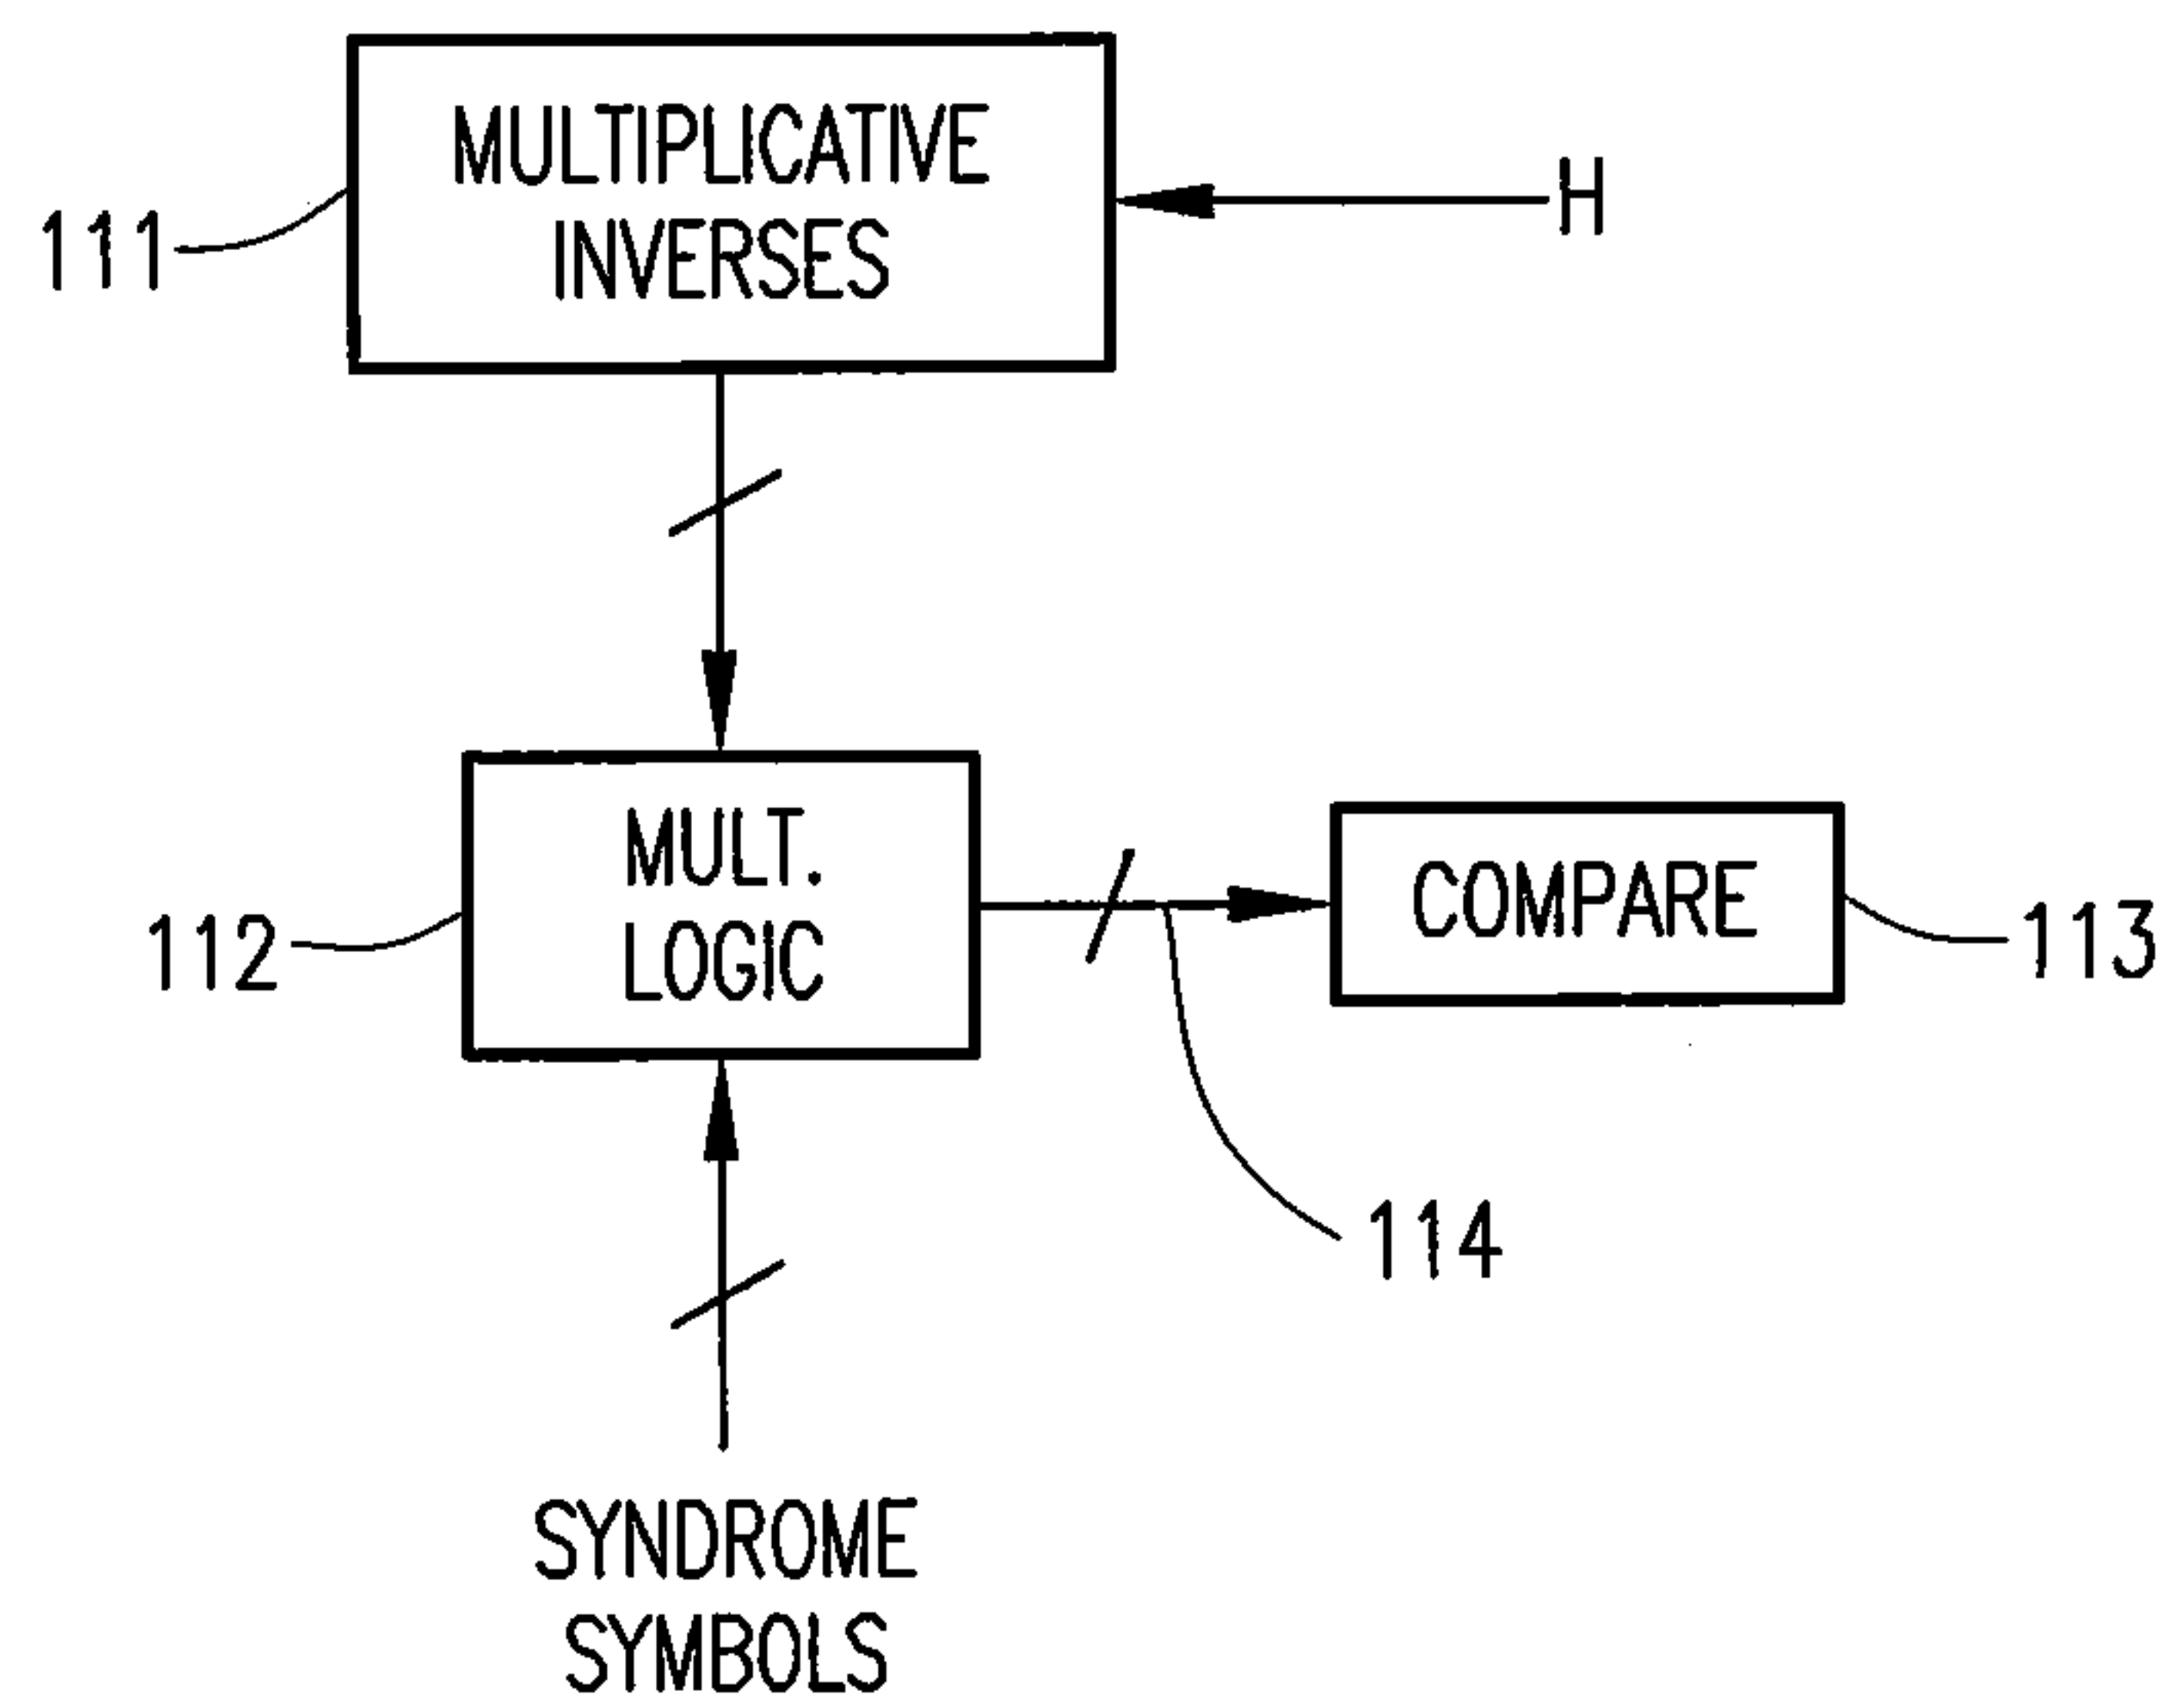 MULTIPLICATIVE
INVERSES
H
111
MULT.
LOGIC
COMPARE
112
113
114
SYNDROME
SYMBOLS